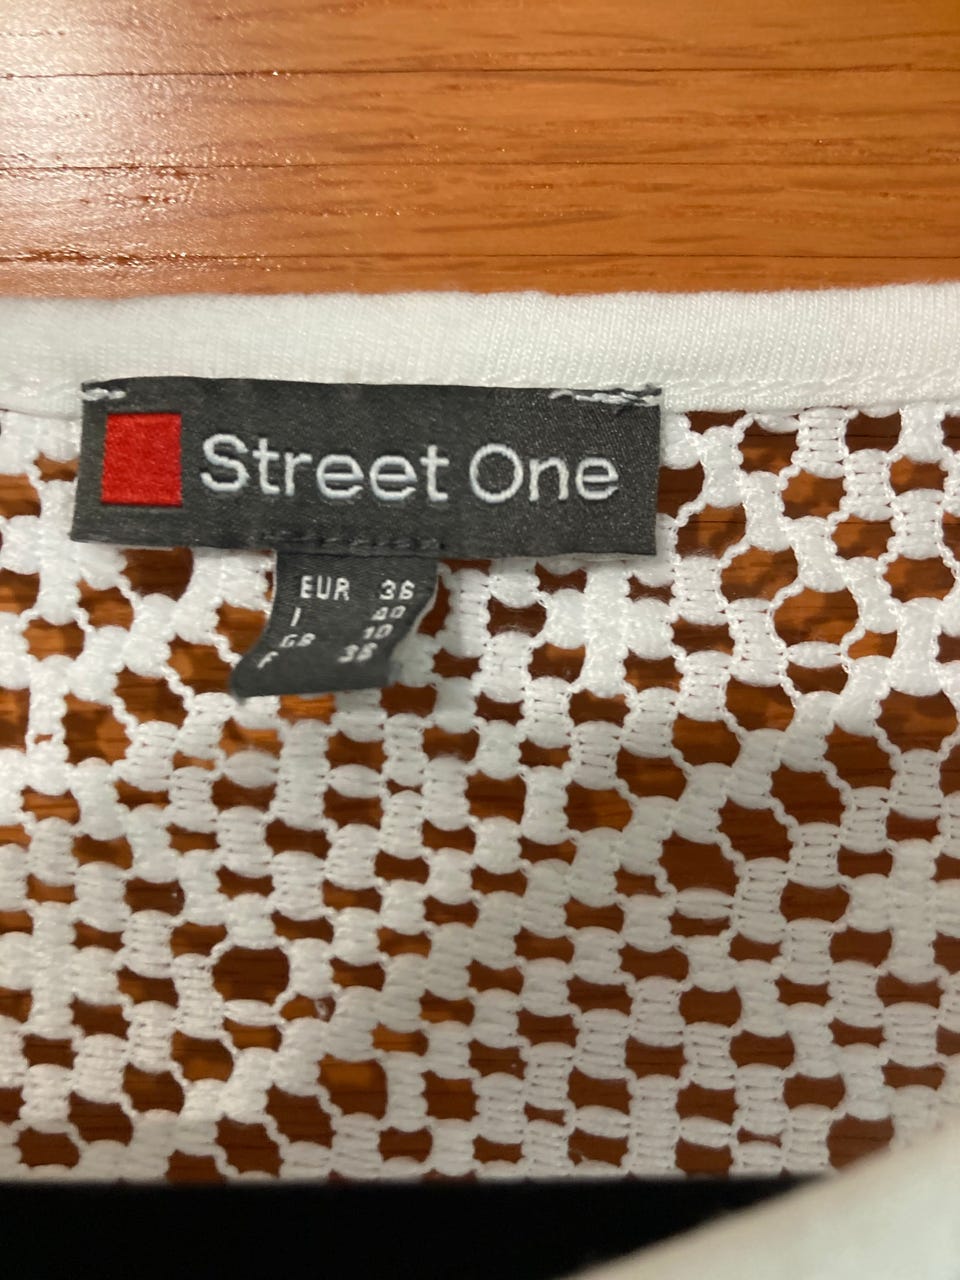 Street One
EUR 36
I 40
GB 10
F 38